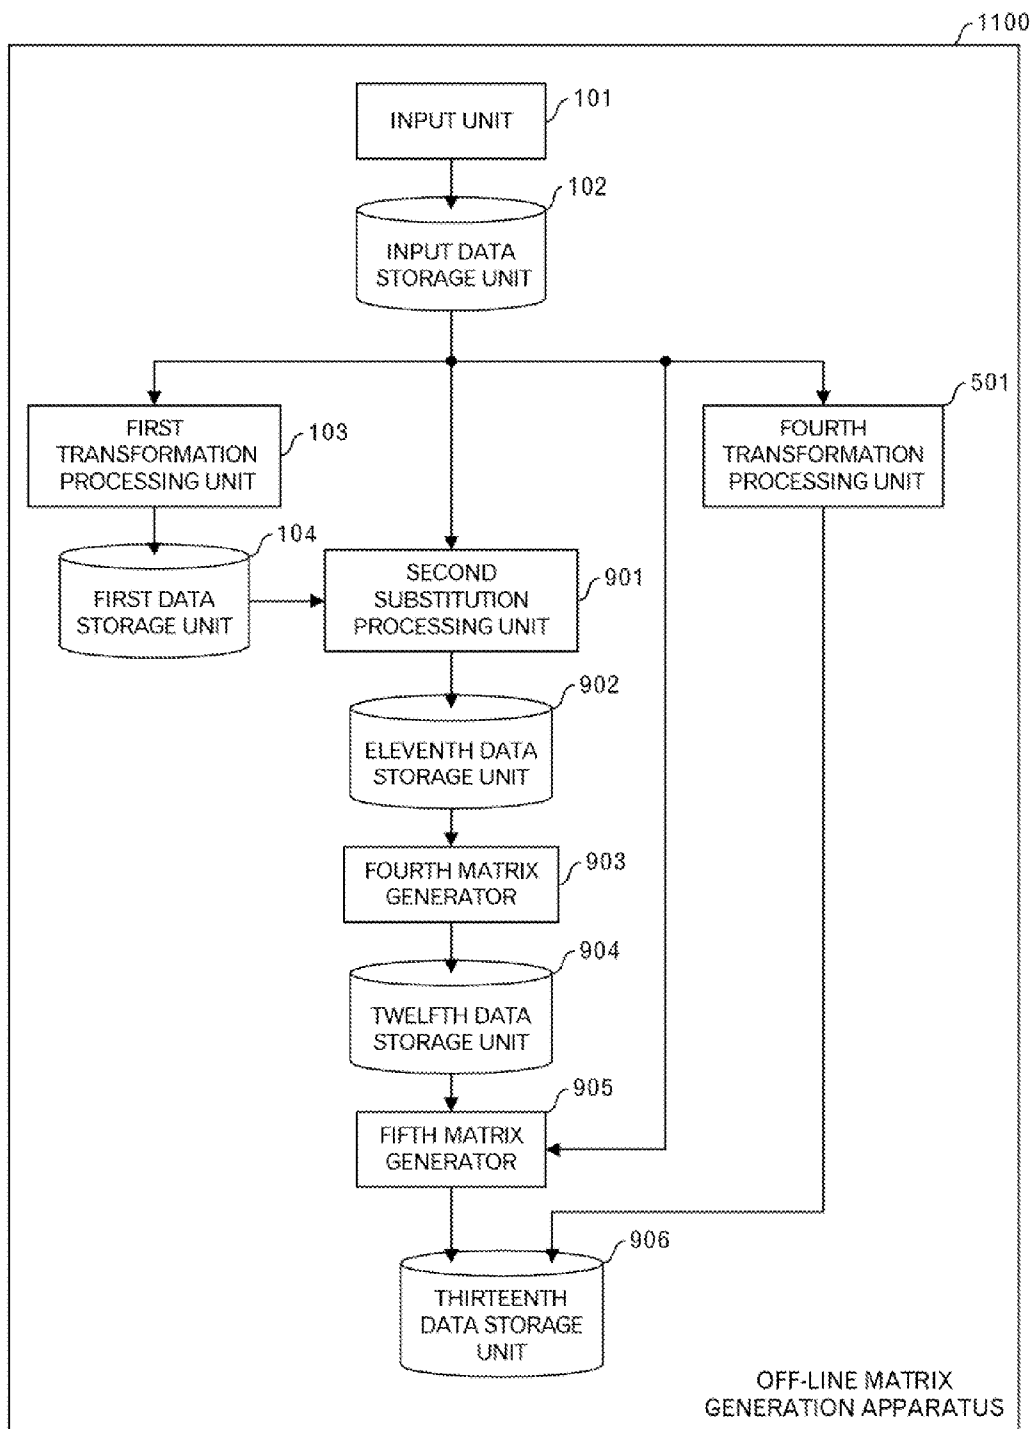 1100
INPUT UNIT
101
102
INPUT DATA
STORAGE UNIT
501
FIRST
TRANSFORMATION
PROCESSING UNIT
103
FOURTH
TRANSFORMATION
PROCESSING UNIT
104
FIRST DATA
STORAGE UNIT
SECOND
SUBSTITUTION
PROCESSING UNIT
901
902
ELEVENTH DATA
STORAGE UNIT
FOURTH MATRIX
GENERATOR
903
904
TWELFTH DATA
STORAGE UNIT
905
FIFTH MATRIX
GENERATOR
906
THIRTEENTH
DATA STORAGE
UNIT
OFF-LINE MATRIX
GENERATION APPARATUS